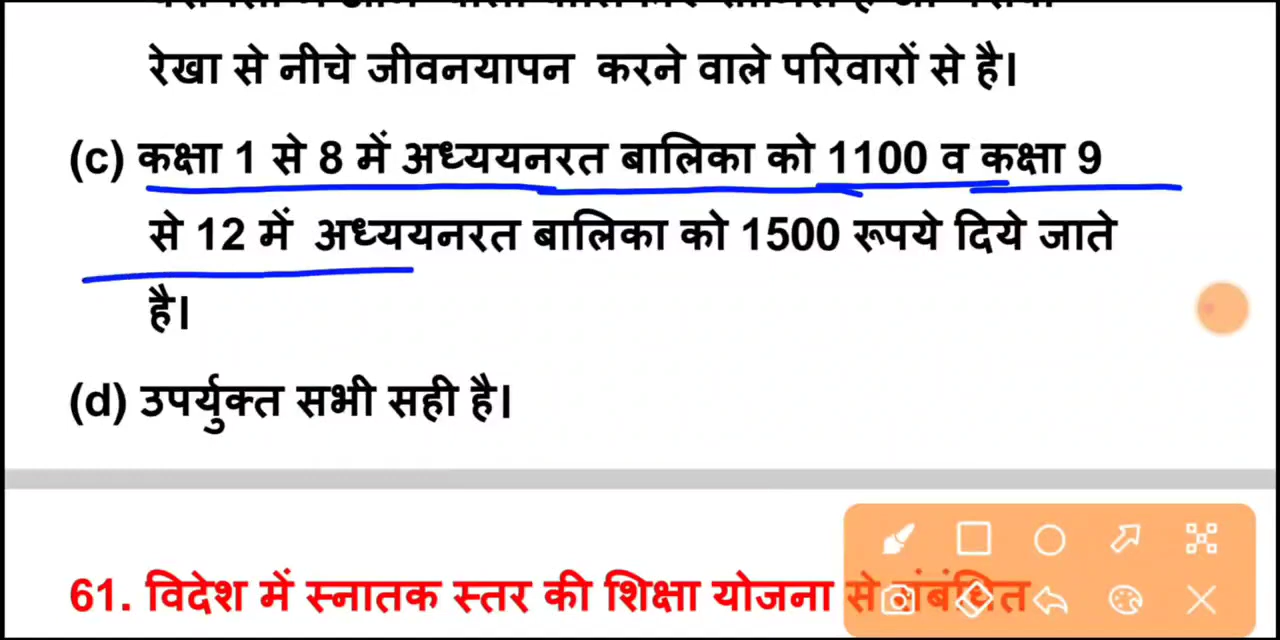 रेखा से नीचे जीवनयापन करने वाले परिवारों से है।
(c) कक्षा 1 से 8 में अध्ययनरत बालिका को 1100 व कक्षा 9
से 12 में अध्ययनरत बालिका को 1500 रूपये दिये जाते
है।
(d) उपर्युक्त सभी सही है।
61. विदेश में स्नातक स्तर की शिक्षा योजना से संबंधित